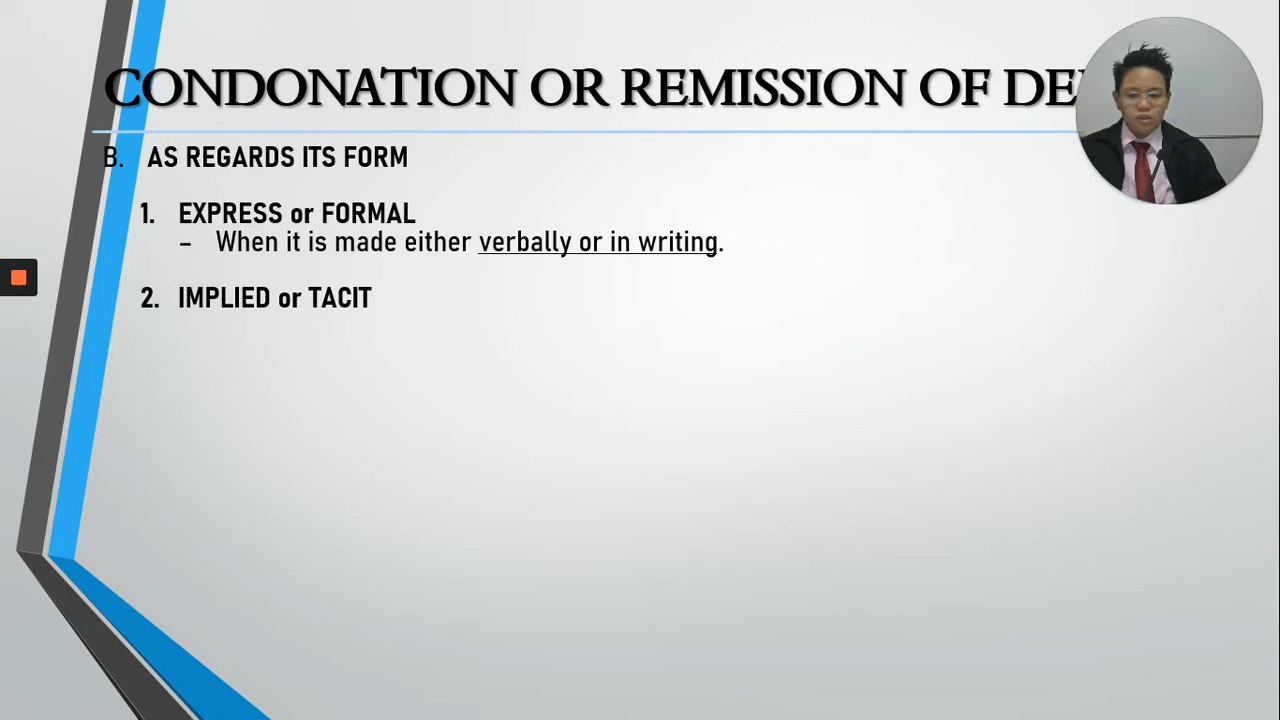 CONDONATION OR REMISSION OF
B. AS REGARDS ITS FORM
1. EXPRESS or FORMAL
– When it is made either verbally or in writing.
2. IMPLIED or TACIT